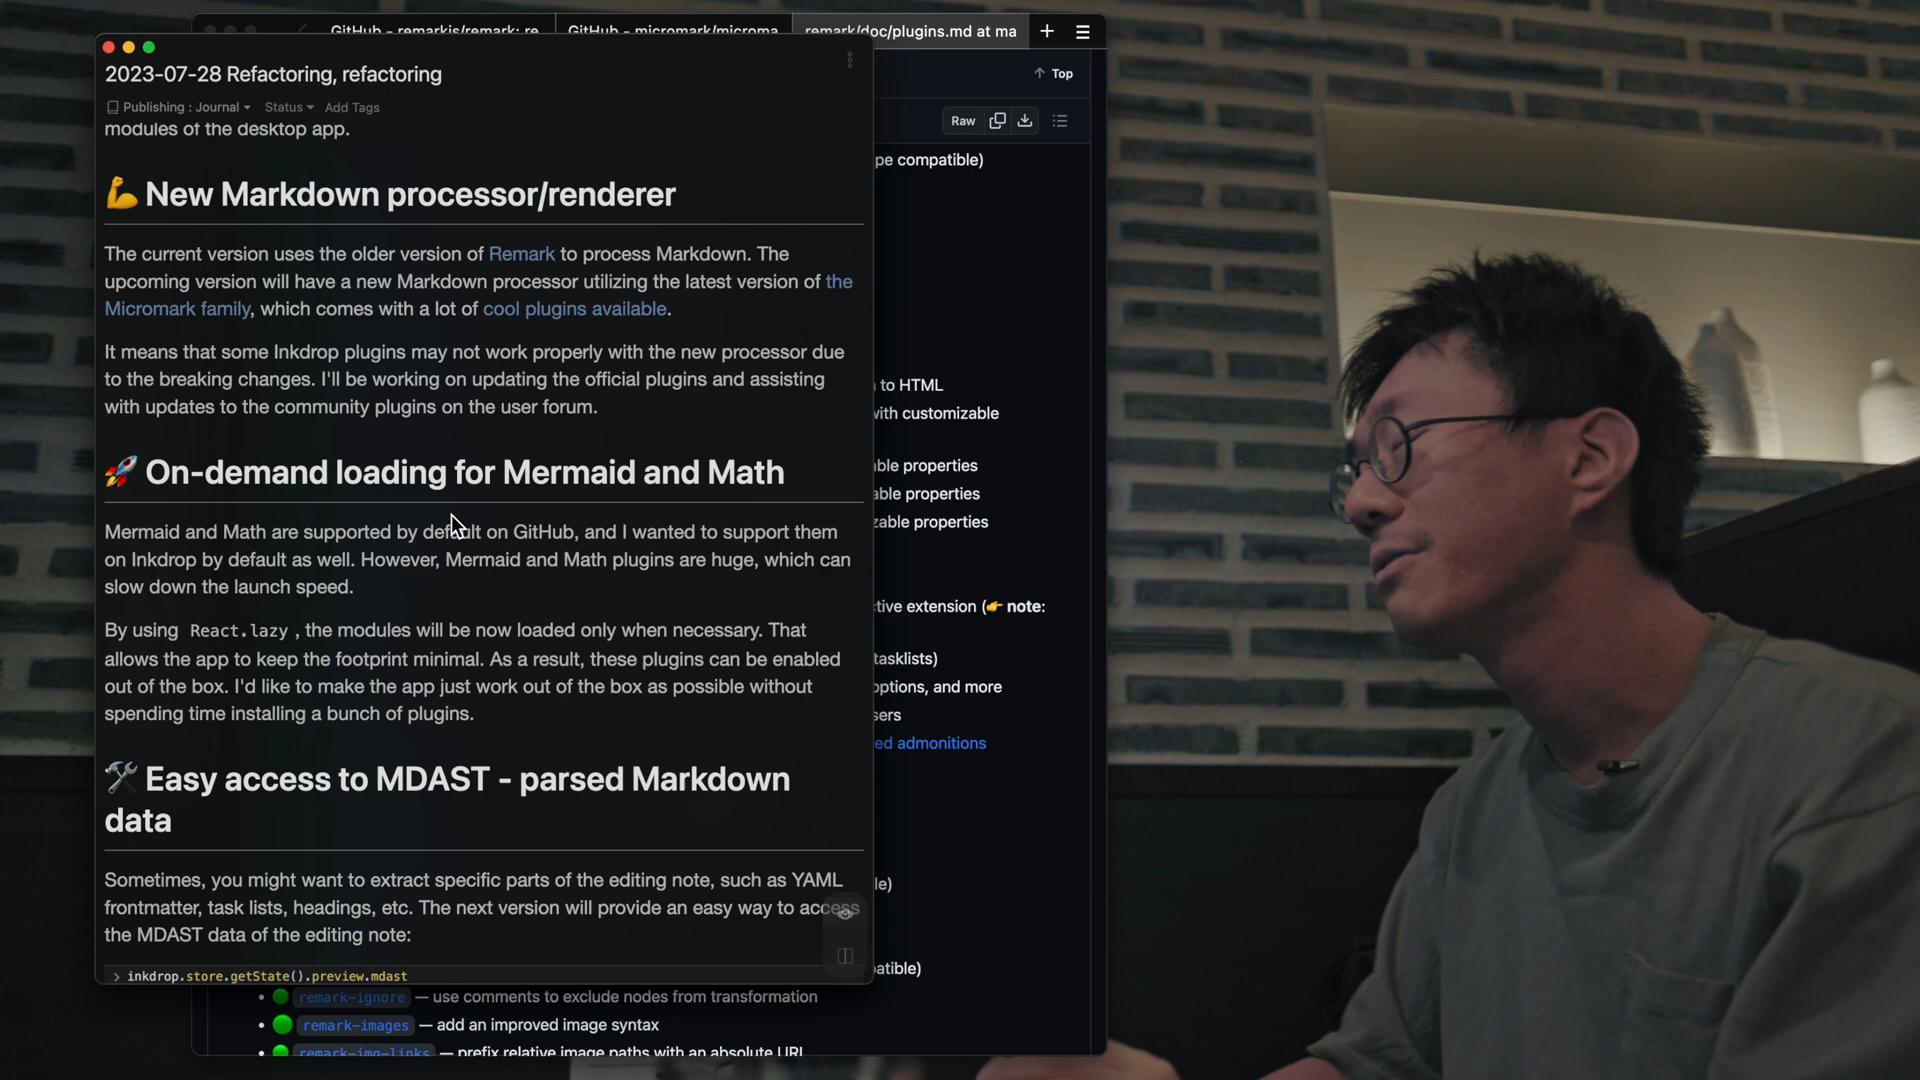 GitHub - remarkjs/remark: re
GitHub - micromark/microma
remark/doc/plugins.md at ma
2023-07-28 Refactoring, refactoring
Publishing : Journal
Status
Add Tags
modules of the desktop app.
💪 New Markdown processor/renderer
The current version uses the older version of Remark to process Markdown. The
upcoming version will have a new Markdown processor utilizing the latest version of the
Micromark family, which comes with a lot of cool plugins available.
It means that some Inkdrop plugins may not work properly with the new processor due
to the breaking changes. I'll be working on updating the official plugins and assisting
with updates to the community plugins on the user forum.
🚀 On-demand loading for Mermaid and Math
Mermaid and Math are supported by default on GitHub, and I wanted to support them
on Inkdrop by default as well. However, Mermaid and Math plugins are huge, which can
slow down the launch speed.
By using React.lazy , the modules will be now loaded only when necessary. That
allows the app to keep the footprint minimal. As a result, these plugins can be enabled
out of the box. I'd like to make the app just work out of the box as possible without
spending time installing a bunch of plugins.
🛠 Easy access to MDAST - parsed Markdown
data
Sometimes, you might want to extract specific parts of the editing note, such as YAML
frontmatter, task lists, headings, etc. The next version will provide an easy way to access
the MDAST data of the editing note:
> inkdrop.store.getState().preview.mdast
↑ Top
Raw
pe compatible)
to HTML
with customizable
able properties
able properties
zable properties
ctive extension (👉 note:
tasklists)
options, and more
sers
ed admonitions
le)
patible)
• remark-ignore — use comments to exclude nodes from transformation
• remark-images — add an improved image syntax
• remark-img-links — prefix relative image paths with an absolute URL